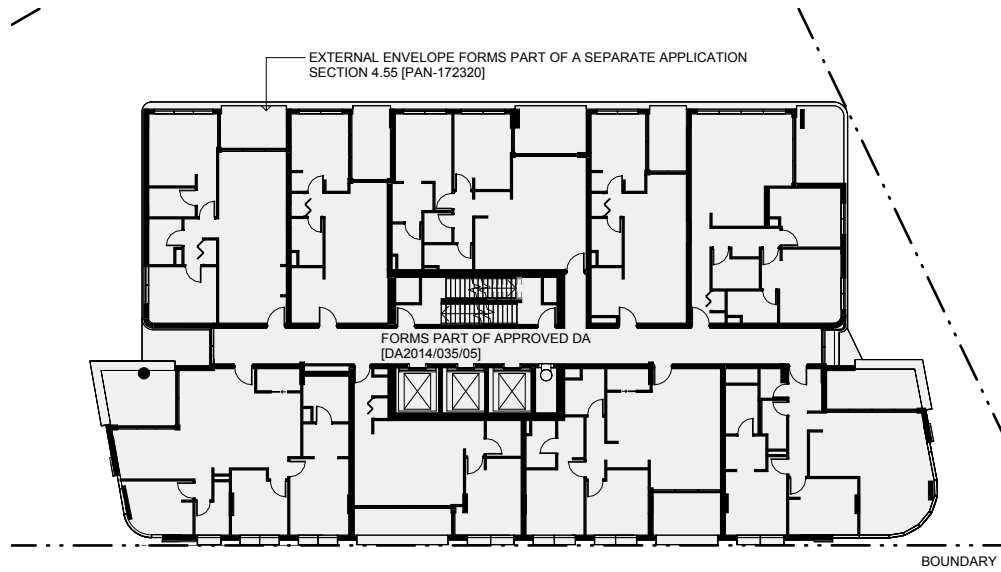 EXTERNAL ENVELOPE FORMS PART OF A SEPARATE APPLICATION
SECTION 4.55 [PAN-172320]
FORMS PART OF APPROVED DA
[DA2014/035/05]
BOUNDARY